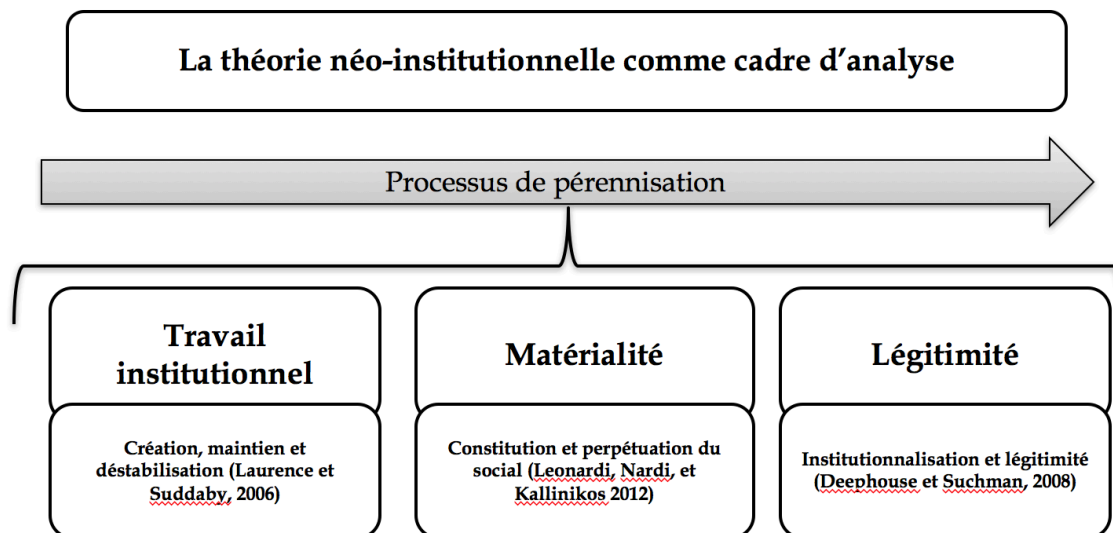 La théorie néo-institutionnelle comme cadre d'analyse
Processus de pérennisation
Travail
institutionnel
Création, maintien et
déstabilisation (Laurence et
Suddaby, 2006)
Matérialité
Constitution et perpétuation du
social (Leonardi, Nardi, et
Kallinikos 2012)
Légitimité
Institutionnalisation et légitimité
(Deephouse et Suchman, 2008)